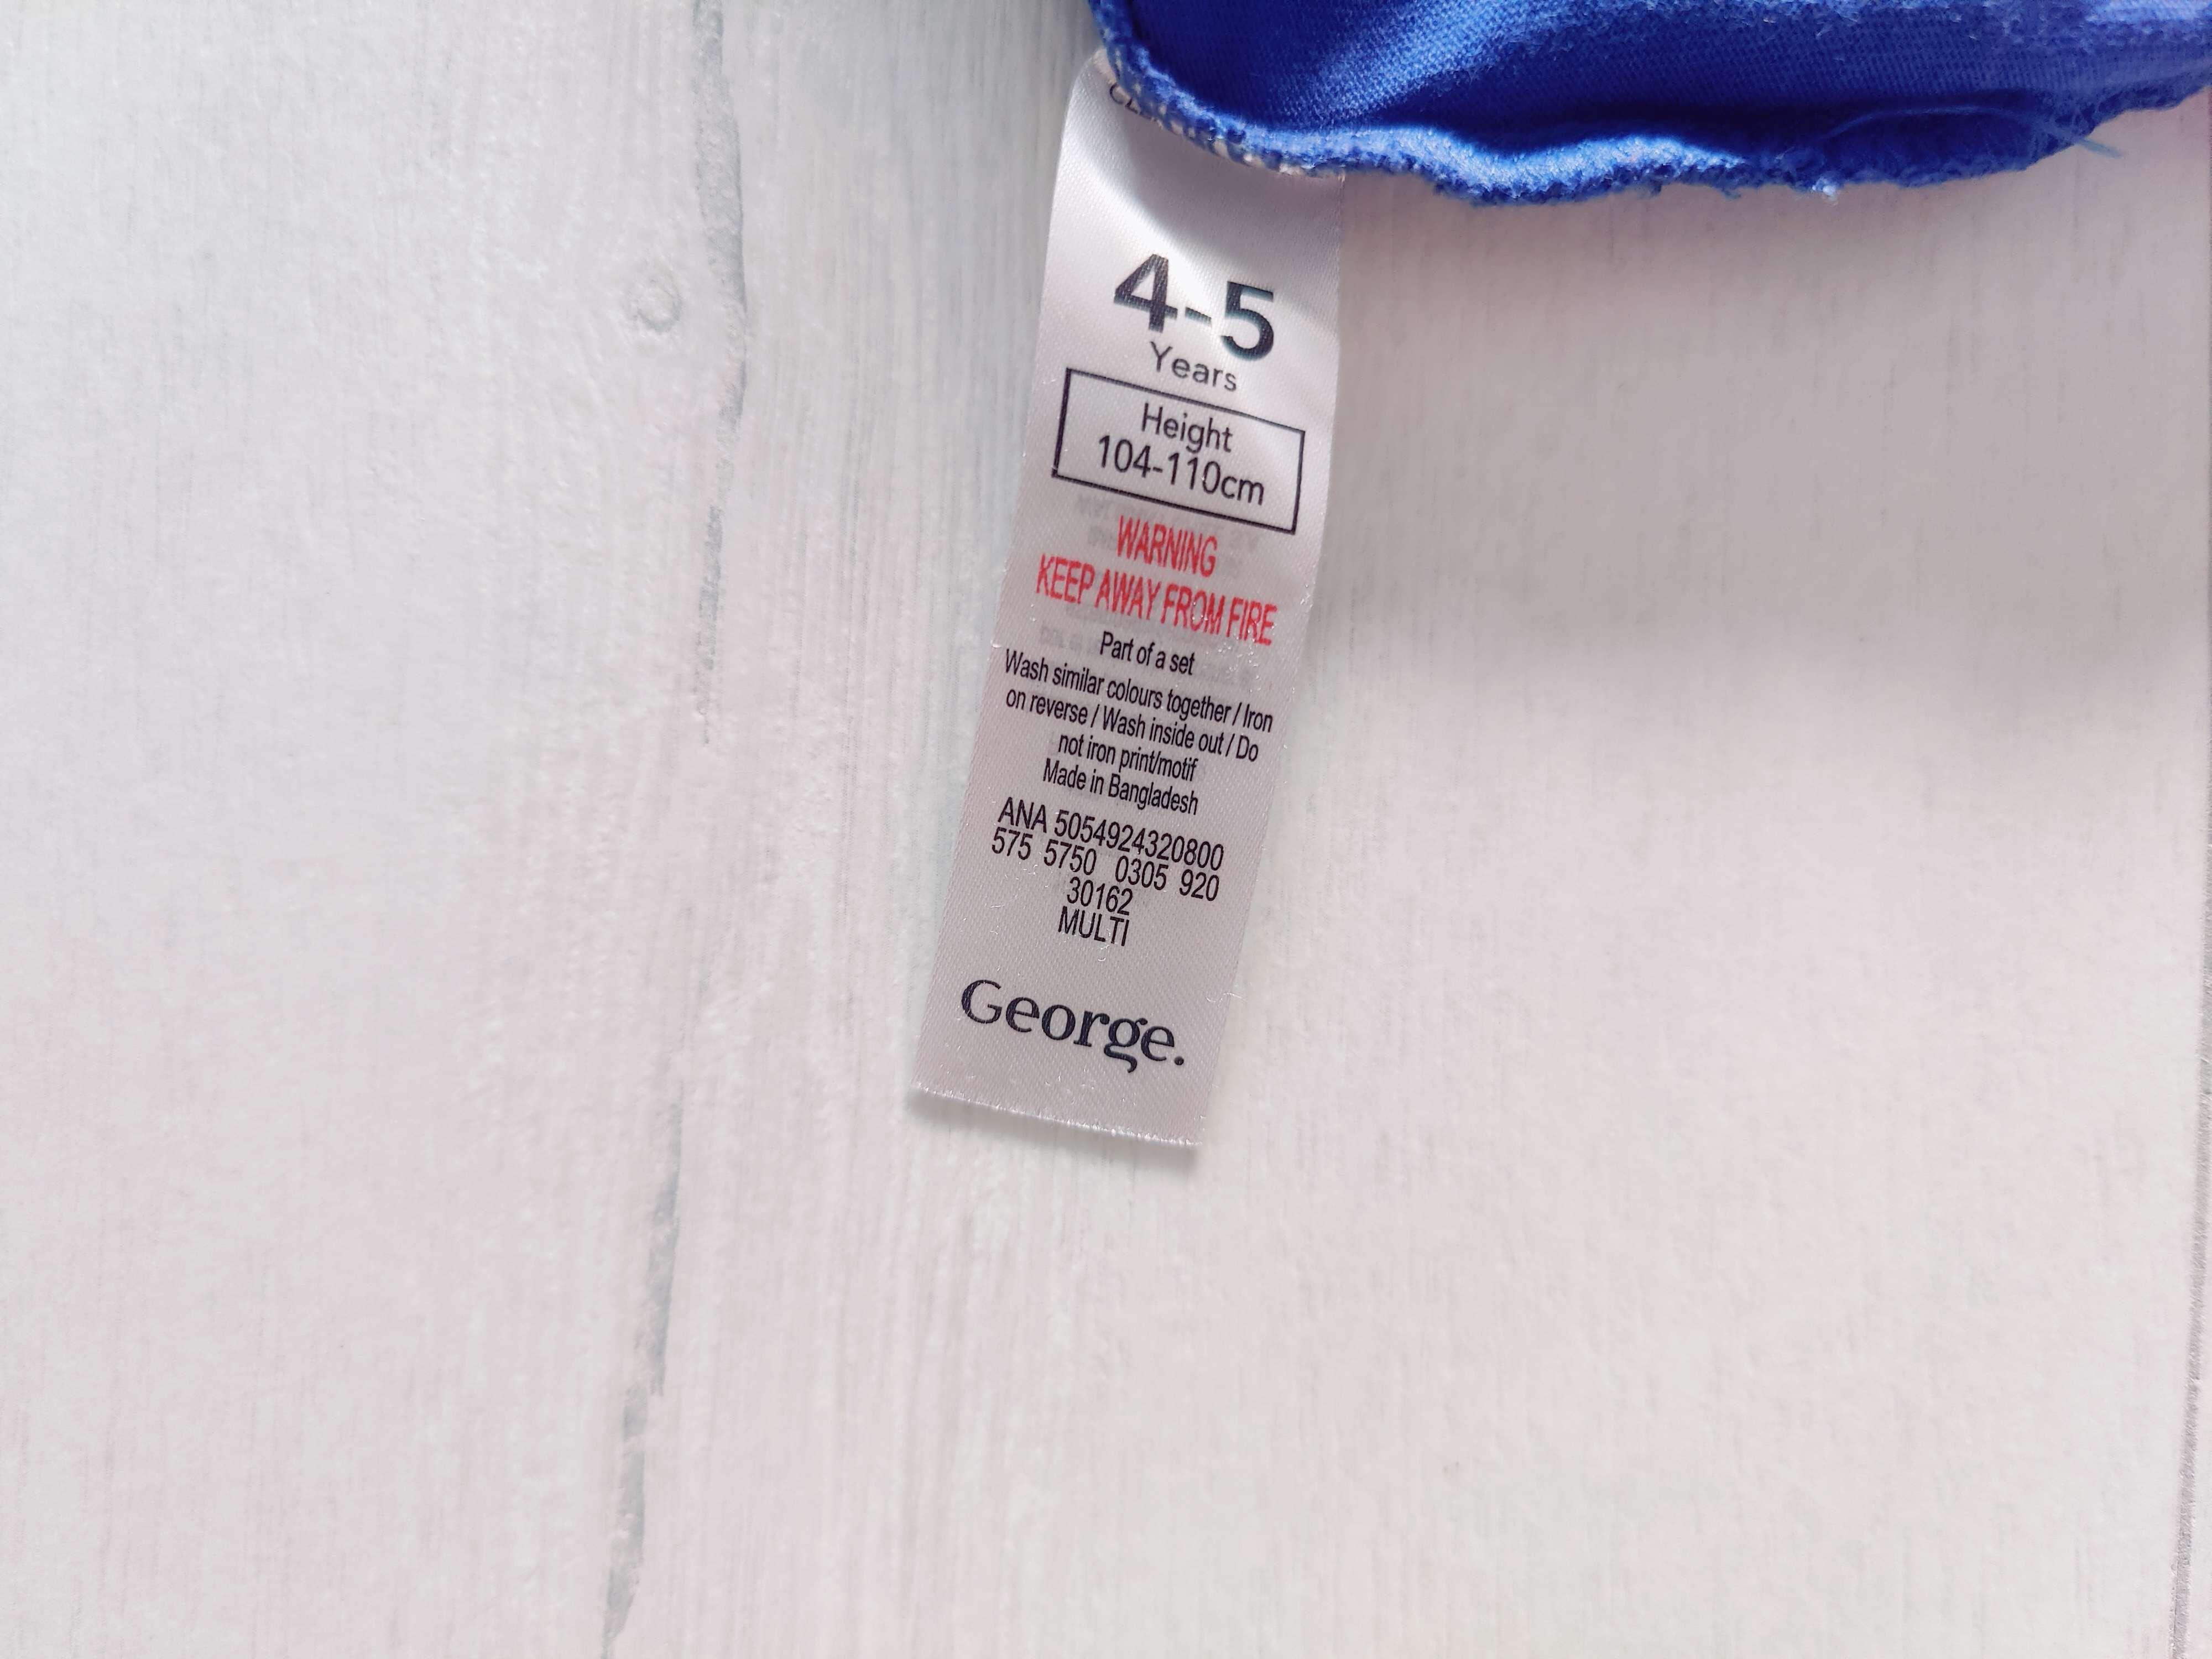 4-5
Years
Height
104-110cm
WARNING
KEEP AWAY FROM FIRE
Part of a set
Wash similar colours together / Iron
on reverse / Wash inside out / Do
not iron print/motif
Made in Bangladesh
ANA 5054924320800
575 5750 0305 920
30162
MULTI
George.